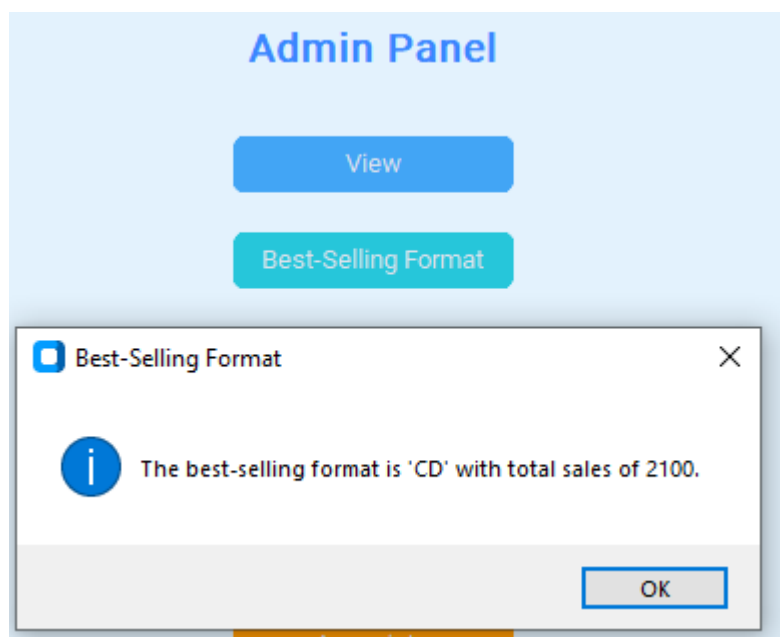 Admin Panel
View
Best-Selling Format
Best-Selling Format
The best-selling format is 'CD' with total sales of 2100.
OK